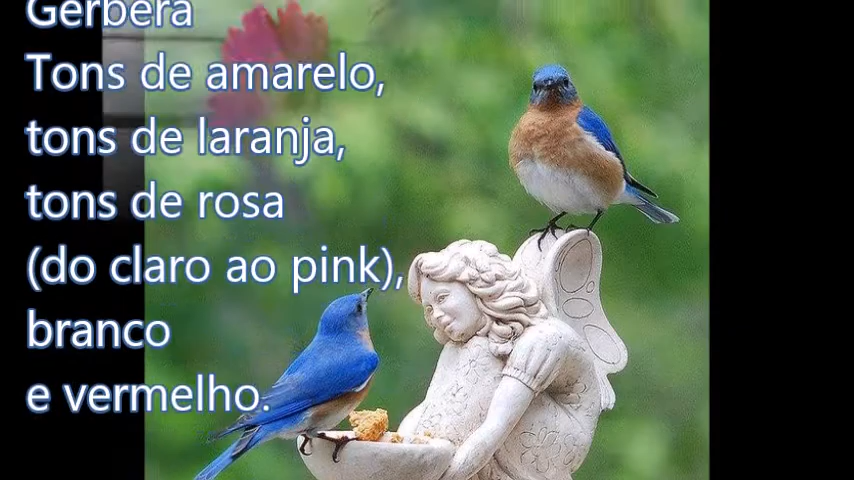 Gerbera
Tons de amarelo,
tons de laranja,
tons de rosa
(do claro ao pink),
branco
e vermelho.